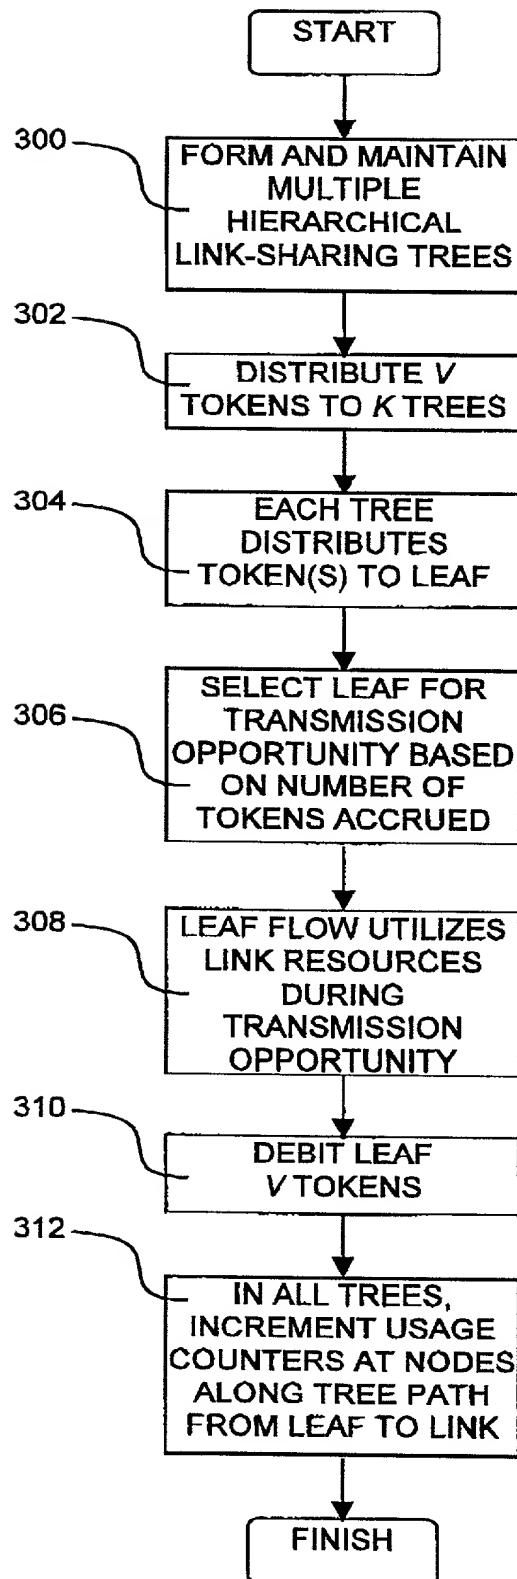 START
300
FORM AND MAINTAIN
MULTIPLE
HIERARCHICAL
LINK-SHARING TREES
302
DISTRIBUTE V
TOKENS TO K TREES
304
EACH TREE
DISTRIBUTES
TOKEN(S) TO LEAF
306
SELECT LEAF FOR
TRANSMISSION
OPPORTUNITY BASED
ON NUMBER OF
TOKENS ACCRUED
308
LEAF FLOW UTILIZES
LINK RESOURCES
DURING
TRANSMISSION
OPPORTUNITY
310
DEBIT LEAF
V TOKENS
312
IN ALL TREES,
INCREMENT USAGE
COUNTERS AT NODES
ALONG TREE PATH
FROM LEAF TO LINK
FINISH